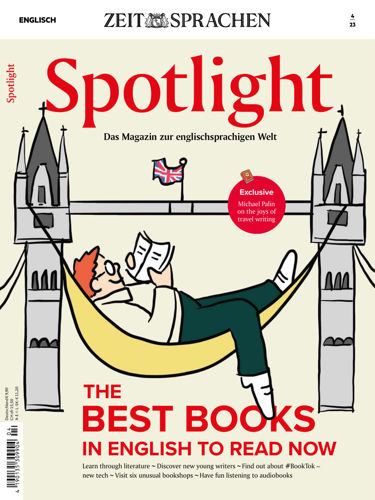 ENGLISCH
ZEIT SPRACHEN
4
23
Spotlight
Spotlight
Das Magazin zur englischsprachigen Welt
Exclusive
Michael Palin
on the joys of
travel writing
THE
BEST BOOKS
IN ENGLISH TO READ NOW
Learn through literature ~ Discover new young writers ~ Find out about #BookTok –
new tech ~ Visit six unusual bookshops ~ Have fun listening to audiobooks